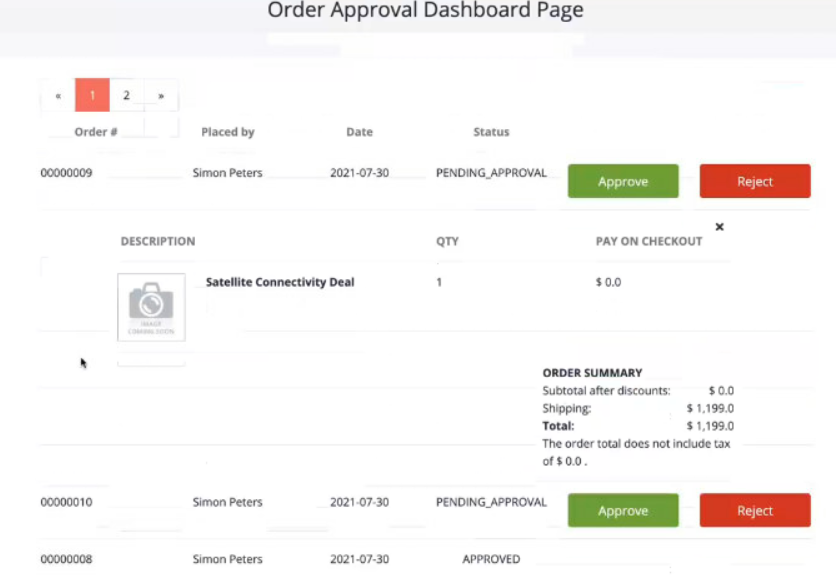 Order Approval Dashboard Page
« 1 2 »
Order # Placed by Date Status
00000009 Simon Peters 2021-07-30 PENDING_APPROVAL Approve Reject
×
DESCRIPTION QTY PAY ON CHECKOUT
Satellite Connectivity Deal 1 $ 0.0
IMAGE
COMING SOON
ORDER SUMMARY
Subtotal after discounts: $ 0.0
Shipping: $ 1,199.0
Total: $ 1,199.0
The order total does not include tax
of $ 0.0 .
00000010 Simon Peters 2021-07-30 PENDING_APPROVAL Approve Reject
00000008 Simon Peters 2021-07-30 APPROVED